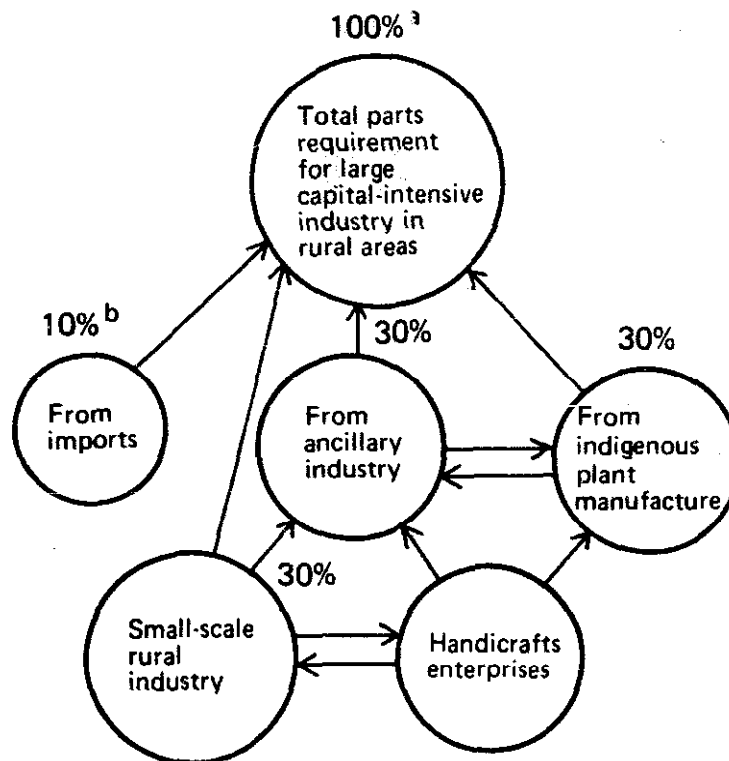 100% a
Total parts
requirement
for large
capital-intensive
industry in
rural areas
10% b
30%
30%
From
imports
From
ancillary
industry
From
indigenous
plant
manufacture
30%
Small-scale
rural
industry
Handicrafts
enterprises